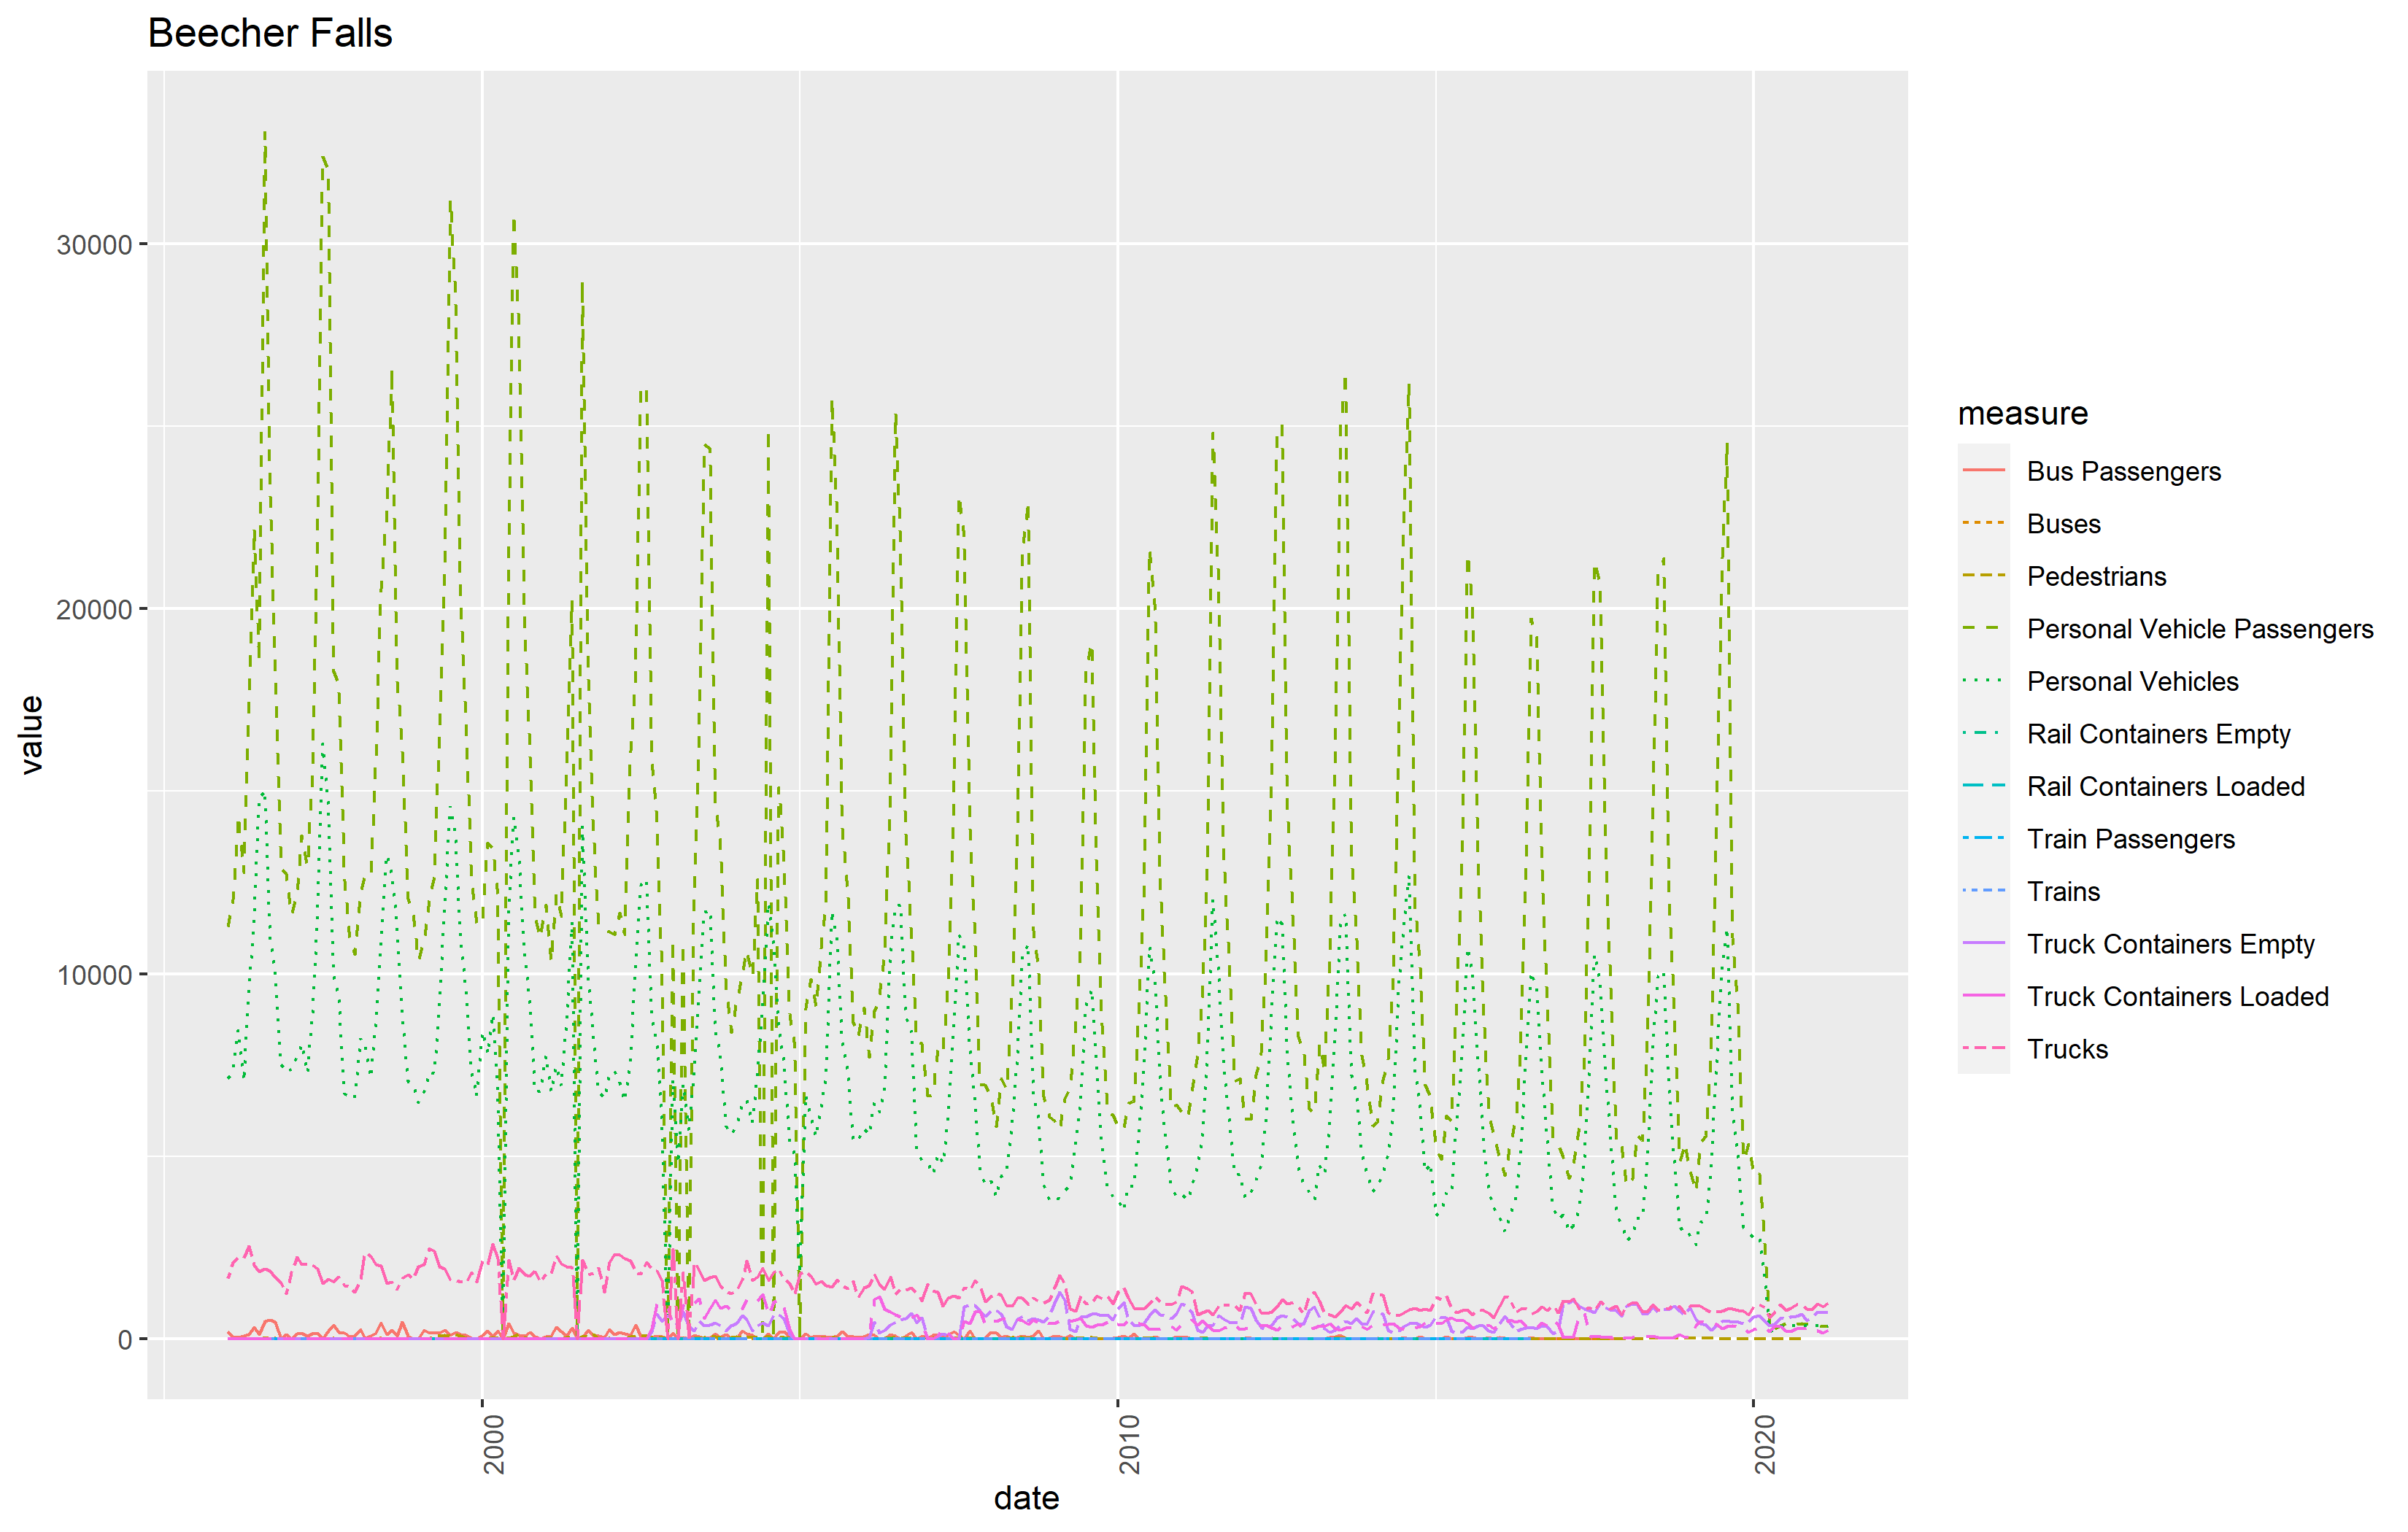 Beecher Falls
value
30000
20000
10000
0
2000
2010
2020
date
measure
Bus Passengers
Buses
Pedestrians
Personal Vehicle Passengers
Personal Vehicles
Rail Containers Empty
Rail Containers Loaded
Train Passengers
Trains
Truck Containers Empty
Truck Containers Loaded
Trucks